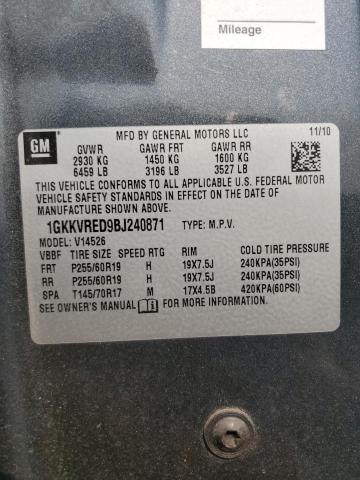 Mileage
GM
MFD BY GENERAL MOTORS LLC 11/10
GVWR GAWR FRT GAWR RR
2930 KG 1450 KG 1600 KG
6459 LB 3196 LB 3527 LB
THIS VEHICLE CONFORMS TO ALL APPLICABLE U.S. FEDERAL MOTOR
VEHICLE SAFETY STANDARDS IN EFFECT ON THE DATE OF
MANUFACTURE SHOWN ABOVE.
1GKKVRED9BJ240871 TYPE: M.P.V.
MODEL: V14526
VBBF TIRE SIZE SPEED RTG RIM COLD TIRE PRESSURE
FRT P255/60R19 H 19X7.5J 240KPA(35PSI)
RR P255/60R19 H 19X7.5J 240KPA(35PSI)
SPA T145/70R17 M 17X4.5B 420KPA(60PSI)
SEE OWNER'S MANUAL FOR MORE INFORMATION.